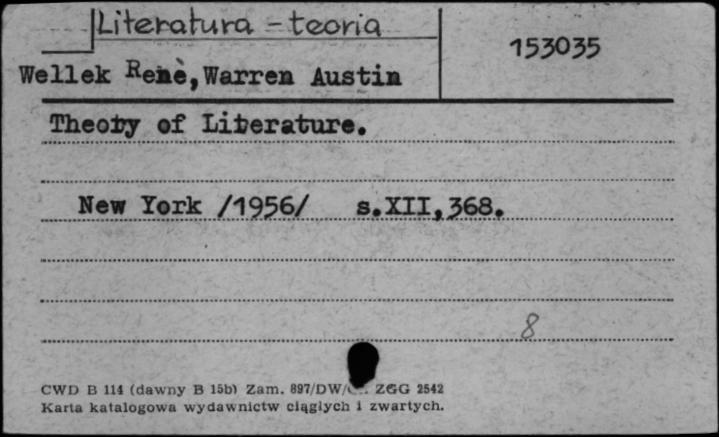 Literatura - teoria
153035
Wellek Renè, Warren Austin
Theory of Literature.
New York /1956/ s.XII,368.
8
CWD B 114 (dawny B 15b) Zam. 897/DW/ ZGG 2542
Karta katalogowa wydawnictw ciągłych i zwartych.